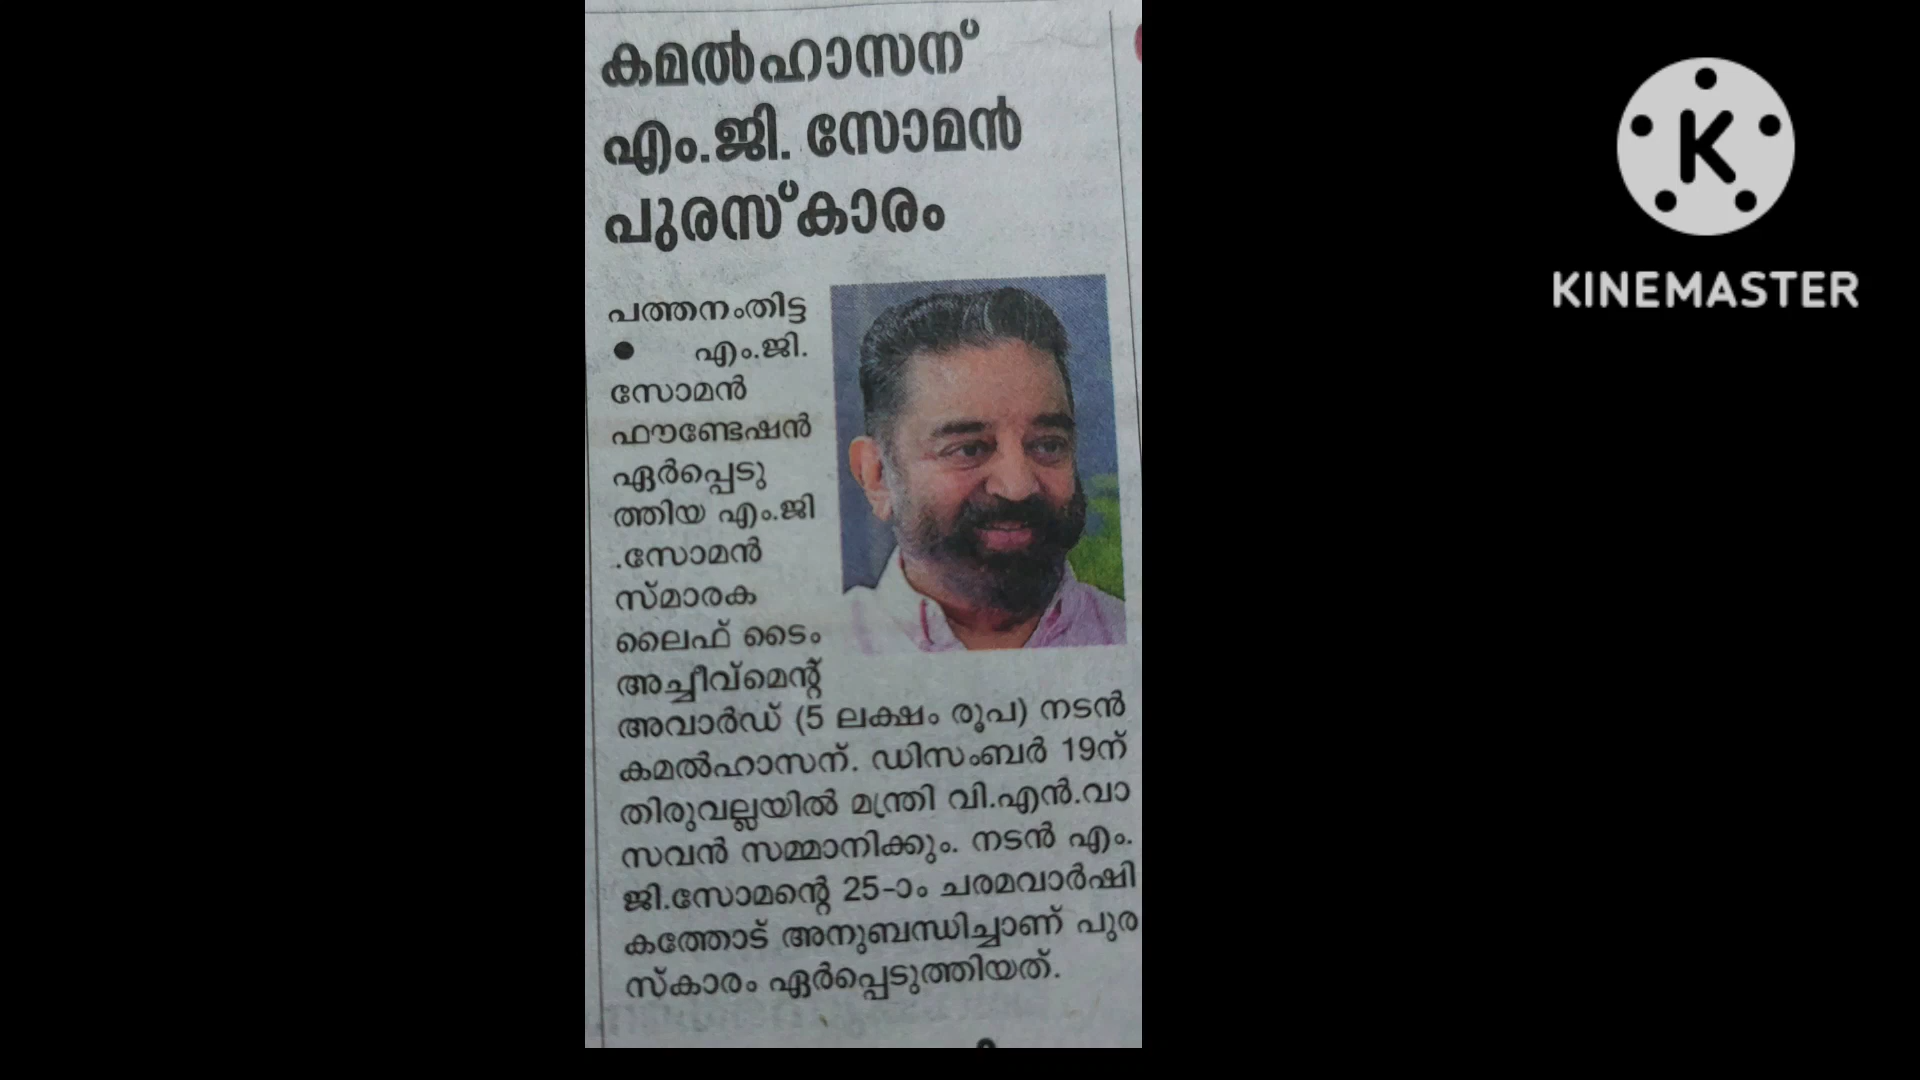 കമൽഹാസന്
എം.ജി. സോമൻ
പുരസ്കാരം
പത്തനംതിട്ട
● എം.ജി.
സോമൻ
ഫൗണ്ടേഷൻ
ഏർപ്പെടു
ത്തിയ എം.ജി
.സോമൻ
സ്മാരക
ലൈഫ് ടൈം
അച്ചീവ്മെന്റ്
അവാർഡ് (5 ലക്ഷം രൂപ) നടൻ
കമൽഹാസന്. ഡിസംബർ 19ന്
തിരുവല്ലയിൽ മന്ത്രി വി.എൻ.വാ
സവൻ സമ്മാനിക്കും. നടൻ എം.
ജി.സോമന്റെ 25-ാം ചരമവാർഷി
കത്തോട് അനുബന്ധിച്ചാണ് പുര
സ്കാരം ഏർപ്പെടുത്തിയത്.
K
KINEMASTER